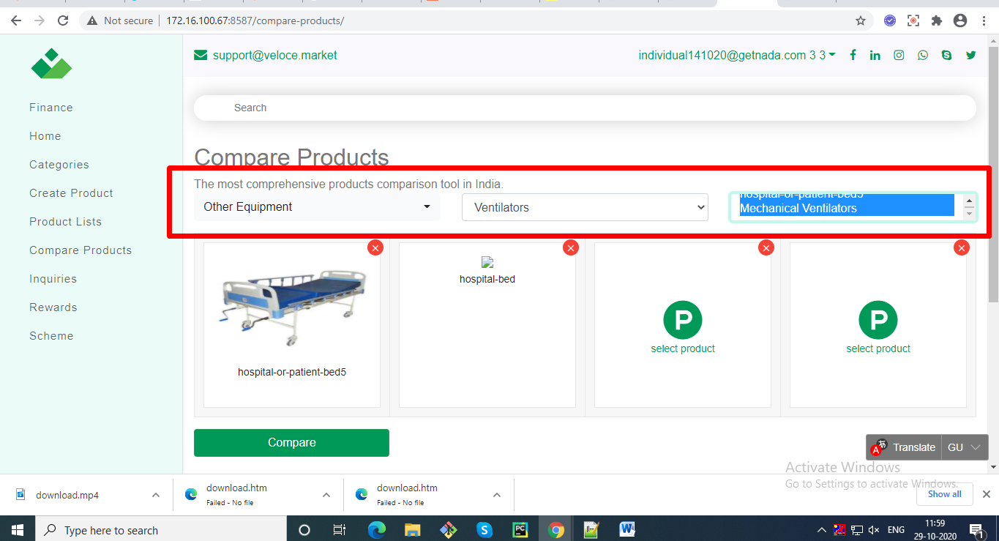 Not secure
172.16.100.67:8587/compare-products/
support@veloce.market
individual141020@getnada.com 3 3
Finance
Home
Categories
Create Product
Product Lists
Compare Products
Inquiries
Rewards
Scheme
Search
Compare Products
The most comprehensive products comparison tool in India.
Other Equipment
Ventilators
hospital-or-patient-bed5
Mechanical Ventilators
hospital-or-patient-bed5
hospital-bed
P
select product
P
select product
Compare
A あ Translate
GU
Activate Windows
Go to Settings to activate Windows.
download.mp4
download.htm
Failed - No file
download.htm
Failed - No file
Show all
Type here to search
S
PC
W
ENG
11:59
29-10-2020
1